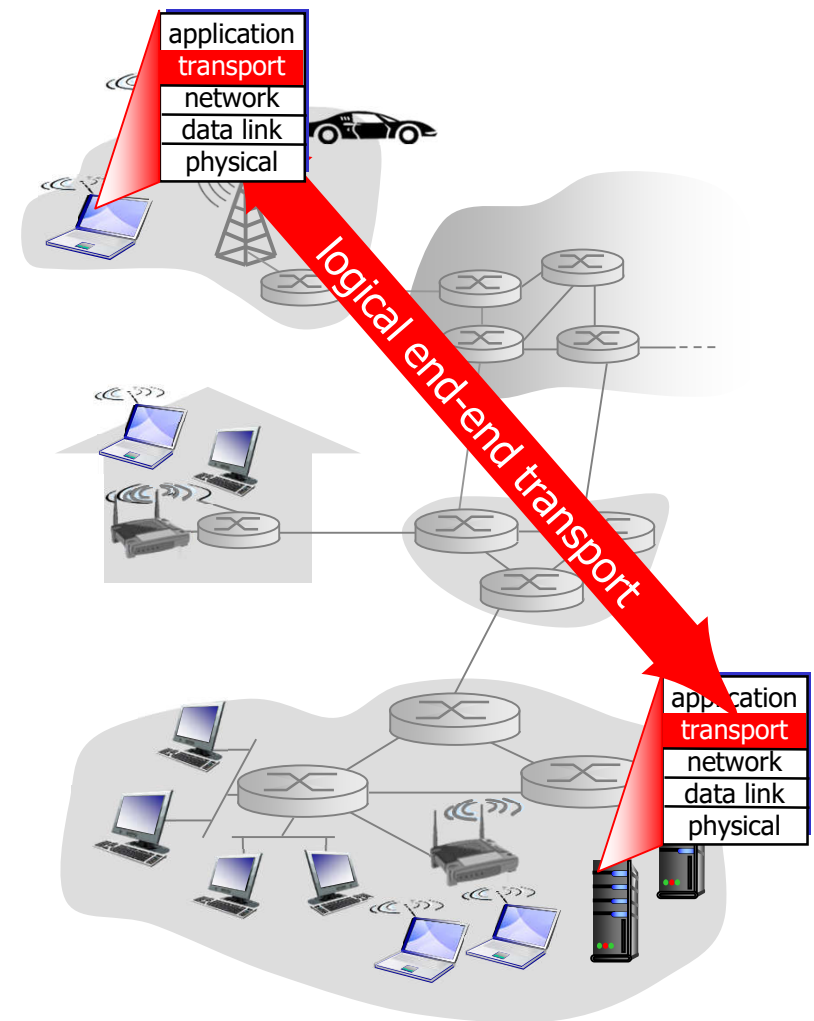 application
transport
network
data link
physical
logical end-end transport
application
transport
network
data link
physical